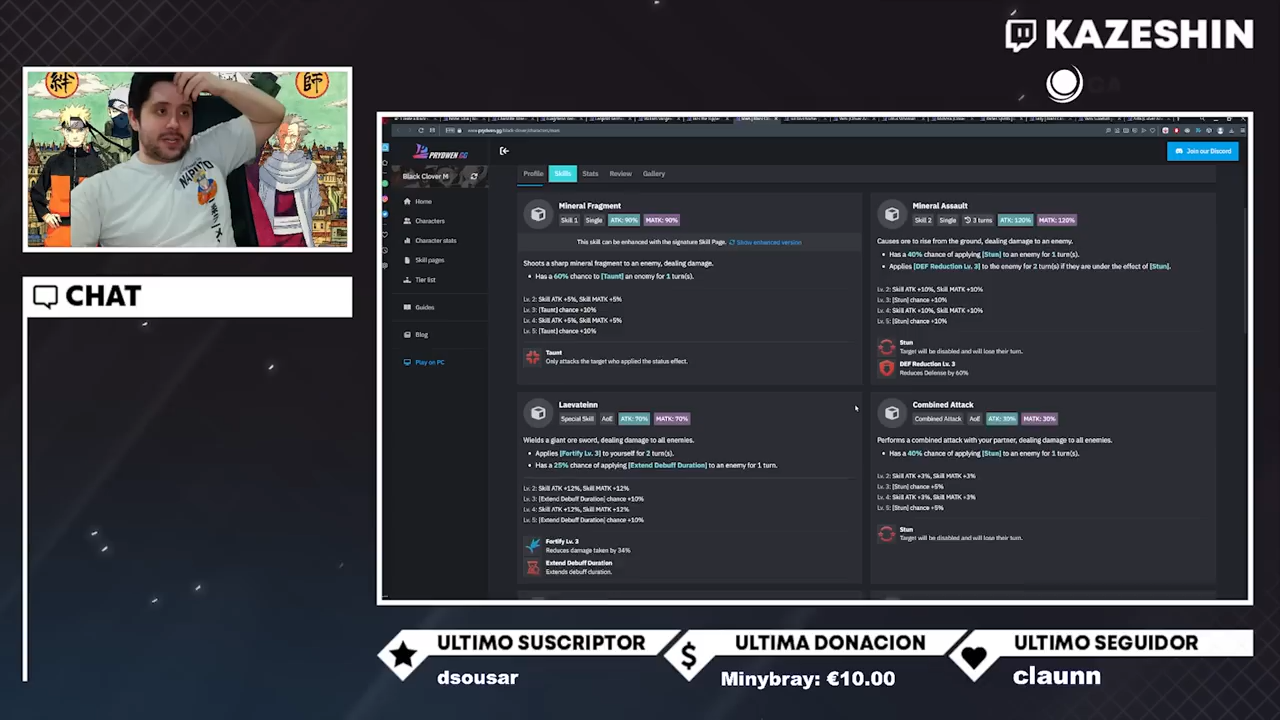 KAZESHIN
絆
師
NARUTO
CHAT
www.prydwen.gg/black-clover/characters/mars
PRYDWEN.GG
Join our Discord
Black Clover M
Home
Characters
Character stats
Skill pages
Tier list
Guides
Blog
Play on PC
Profile
Skills
Stats
Review
Gallery
Mineral Fragment
Skill 1
Single
ATK: 90%
MATK: 90%
This skill can be enhanced with the signature Skill Page. Show enhanced version
Shoots a sharp mineral fragment to an enemy, dealing damage.
Has a 60% chance to [Taunt] an enemy for 1 turn(s).
Lv. 2: Skill ATK +5%, Skill MATK +5%
Lv. 3: [Taunt] chance +10%
Lv. 4: Skill ATK +5%, Skill MATK +5%
Lv. 5: [Taunt] chance +10%
Taunt
Only attacks the target who applied the status effect.
Mineral Assault
Skill 2
Single
3 turns
ATK: 120%
MATK: 120%
Causes ore to rise from the ground, dealing damage to an enemy.
Has a 40% chance of applying [Stun] to an enemy for 1 turn(s).
Applies [DEF Reduction Lv. 3] to the enemy for 2 turn(s) if they are under the effect of [Stun].
Lv. 2: Skill ATK +10%, Skill MATK +10%
Lv. 3: [Stun] chance +10%
Lv. 4: Skill ATK +10%, Skill MATK +10%
Lv. 5: [Stun] chance +10%
Stun
Target will be disabled and will lose their turn.
DEF Reduction Lv. 3
Reduces Defense by 60%
Laevateinn
Special Skill
AoE
ATK: 70%
MATK: 70%
Wields a giant ore sword, dealing damage to all enemies.
Applies [Fortify Lv. 3] to yourself for 2 turn(s).
Has a 25% chance of applying [Extend Debuff Duration] to an enemy for 1 turn.
Lv. 2: Skill ATK +12%, Skill MATK +12%
Lv. 3: [Extend Debuff Duration] chance +10%
Lv. 4: Skill ATK +12%, Skill MATK +12%
Lv. 5: [Extend Debuff Duration] chance +10%
Fortify Lv. 3
Reduces damage taken by 34%
Extend Debuff Duration
Extends debuff duration.
Combined Attack
Combined Attack
AoE
ATK: 30%
MATK: 30%
Performs a combined attack with your partner, dealing damage to all enemies.
Has a 40% chance of applying [Stun] to an enemy for 1 turn(s).
Lv. 2: Skill ATK +3%, Skill MATK +3%
Lv. 3: [Stun] chance +5%
Lv. 4: Skill ATK +3%, Skill MATK +3%
Lv. 5: [Stun] chance +5%
Stun
Target will be disabled and will lose their turn.
ULTIMO SUSCRIPTOR
dsousar
ULTIMA DONACION
Minybray: €10.00
ULTIMO SEGUIDOR
claunn